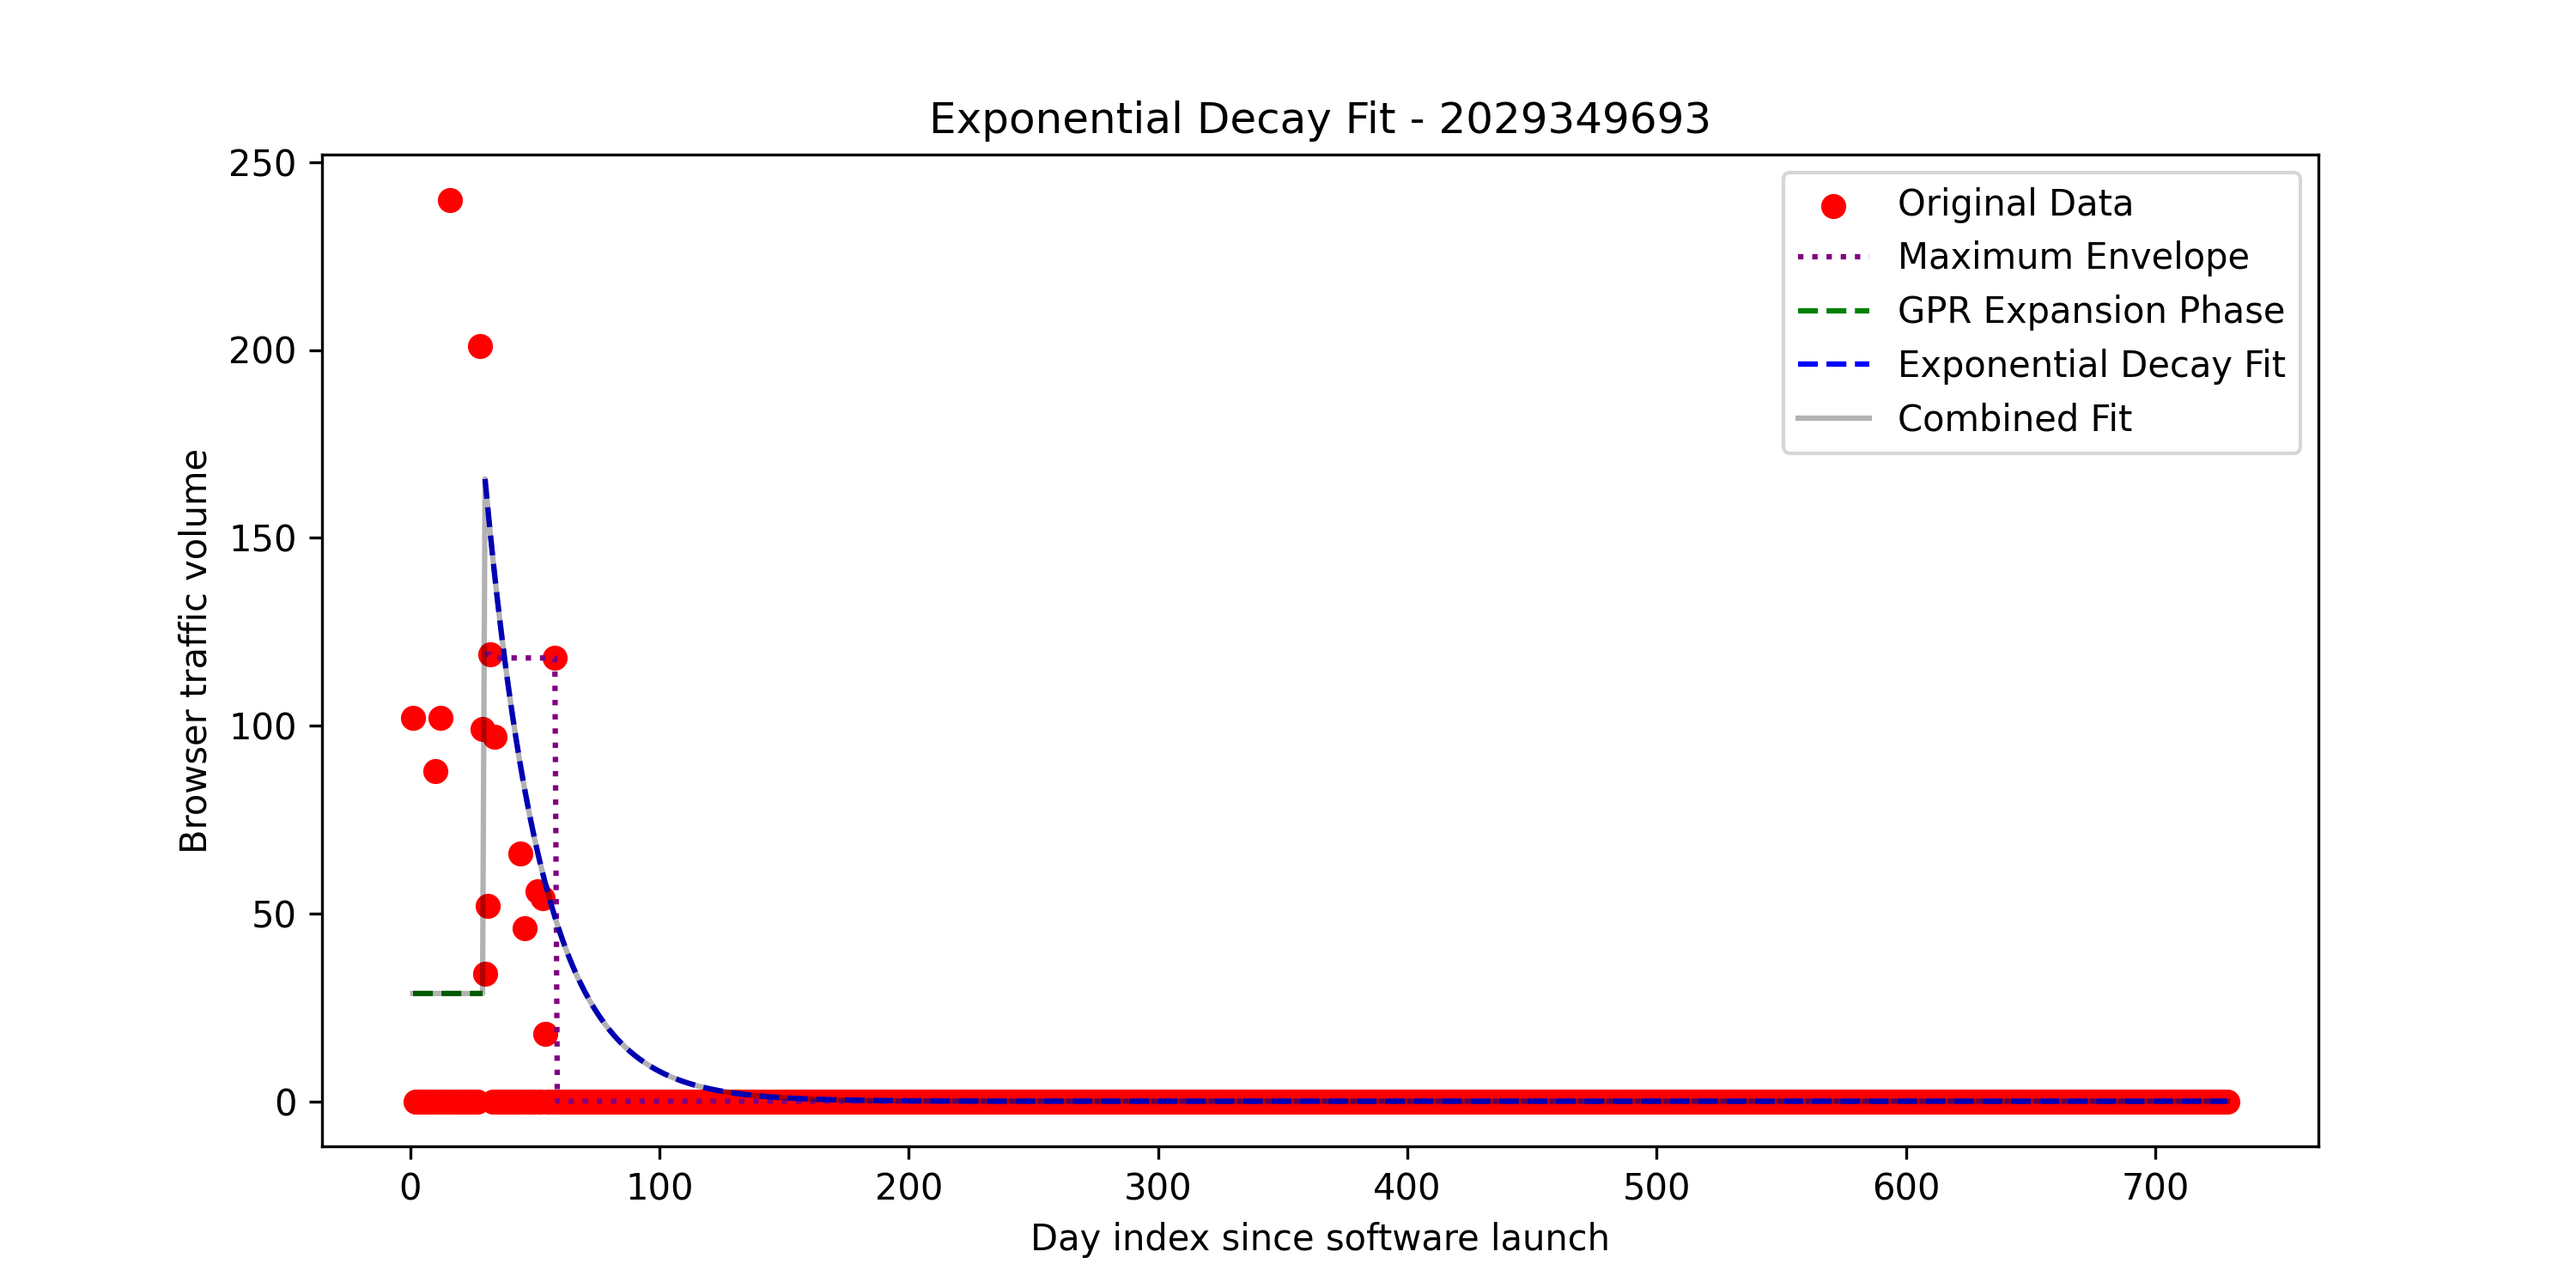 Exponential Decay Fit - 2029349693
250
200
150
100
50
0
Browser traffic volume
Original Data
Maximum Envelope
GPR Expansion Phase
Exponential Decay Fit
Combined Fit
0 100 200 300 400 500 600 700
Day index since software launch